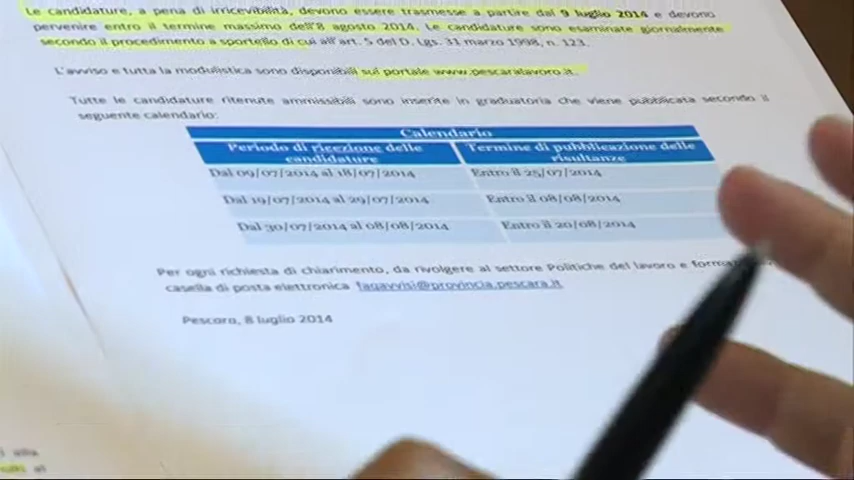 Le candidature, a pena di irricevibilità, devono essere trasmesse a partire dal 9 luglio 2014 e devono
pervenire entro il termine massimo dell'8 agosto 2014. Le candidature sono esaminate giornalmente
secondo il procedimento a sportello di cui all'art. 5 del D. Lgs. 31 marzo 1998, n. 123.
L'avviso e tutta la modulistica sono disponibili sul portale www.pescaralavoro.it.
Tutte le candidature ritenute ammissibili sono inserite in graduatoria che viene pubblicata secondo il
seguente calendario:
Calendario
Periodo di ricezione delle candidature
Termine di pubblicazione delle risultanze
Dal 09/07/2014 al 18/07/2014 Entro il 25/07/2014
Dal 19/07/2014 al 29/07/2014 Entro il 08/08/2014
Dal 30/07/2014 al 08/08/2014 Entro il 20/08/2014
Per ogni richiesta di chiarimento, da rivolgere al settore Politiche del lavoro e
casella di posta elettronica faqavvisi@provincia.pescara.it
Pescara, 8 luglio 2014